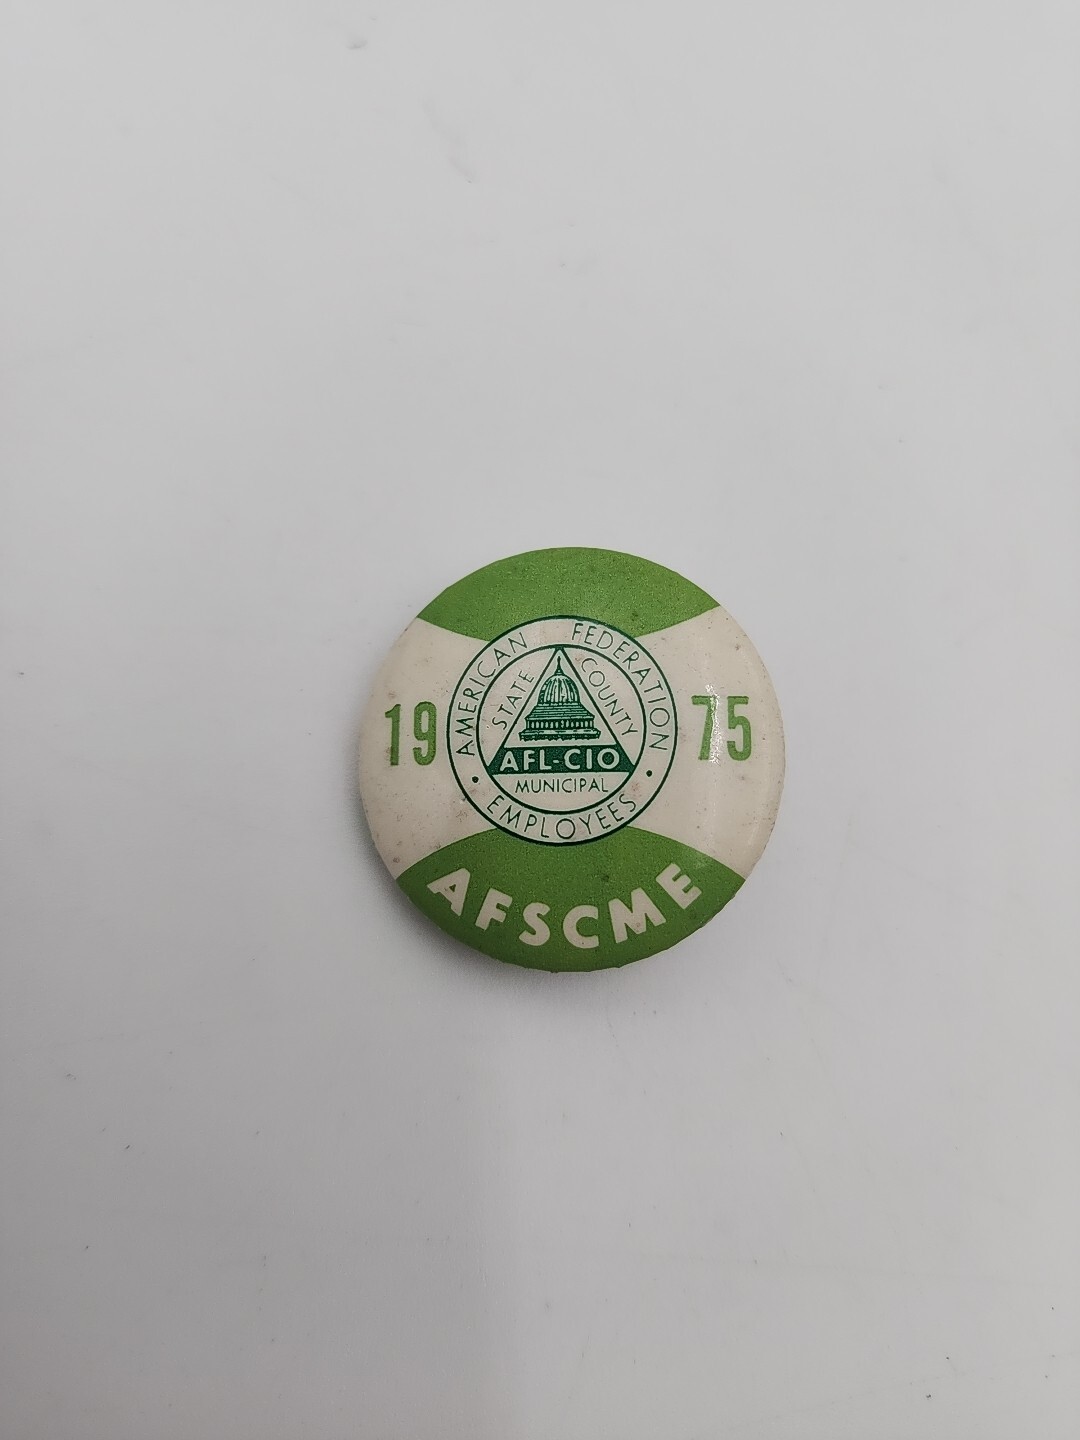 AMERICAN FEDERATION
STATE COUNTY
19 75
AFL-CIO
MUNICIPAL
• EMPLOYEES •
AFSCME